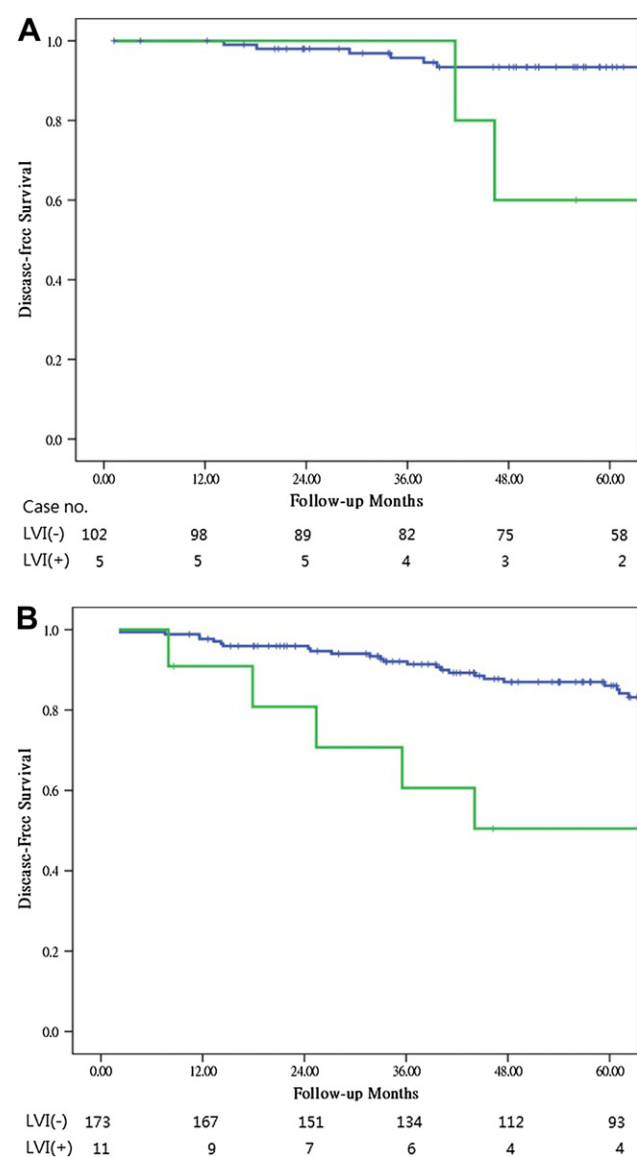 A
1.0
0.8
0.6
0.4
0.2
0.0
Disease-free Survival
0.00 12.00 24.00 36.00 48.00 60.00
Follow-up Months
Case no.
LVI(-) 102 98 89 82 75 58
LVI(+) 5 5 5 4 3 2
B
1.0
0.8
0.6
0.4
0.2
0.0
Disease-Free Survival
0.00 12.00 24.00 36.00 48.00 60.00
Follow-up Months
LVI(-) 173 167 151 134 112 93
LVI(+) 11 9 7 6 4 4